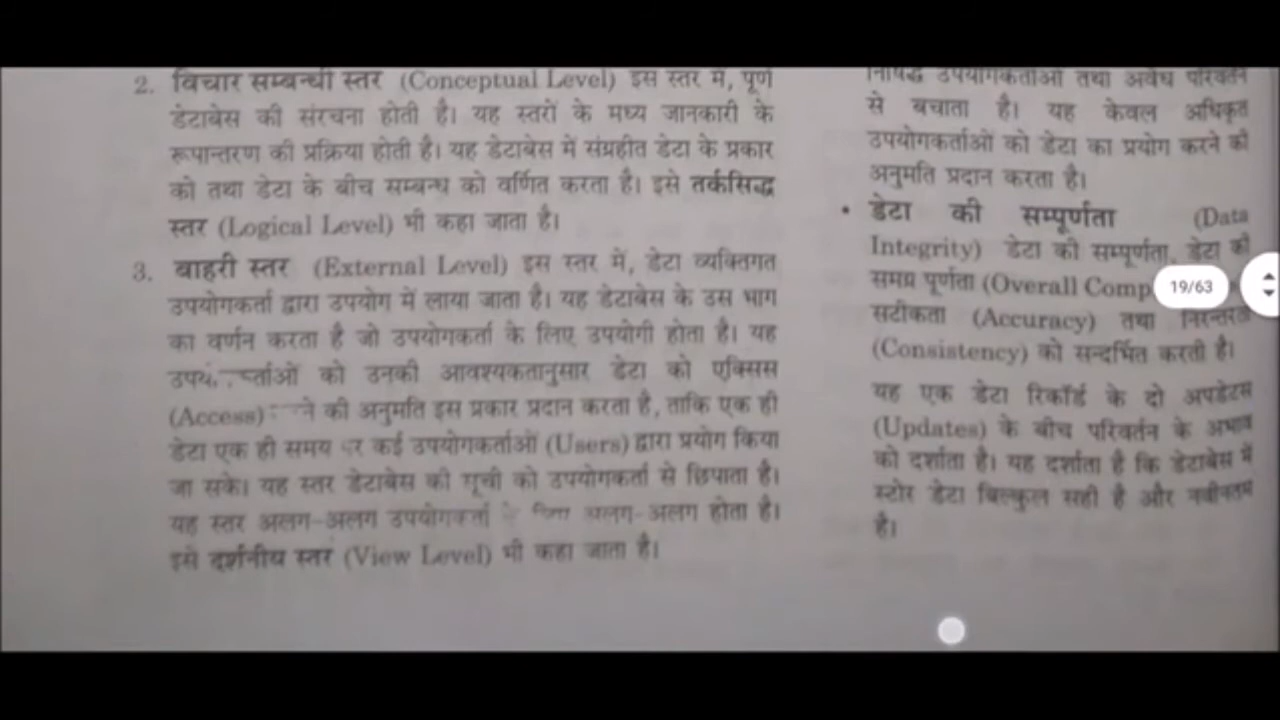 2. विचार सम्बन्धी स्तर (Conceptual Level) इस स्तर में, पूर्ण
डेटाबेस की संरचना होती है। यह स्तरों के मध्य जानकारी के
रूपान्तरण की प्रक्रिया होती है। यह डेटाबेस में संग्रहीत डेटा के प्रकार
को तथा डेटा के बीच सम्बन्ध को वर्णित करता है। इसे तर्कसिद्ध
स्तर (Logical Level) भी कहा जाता है।
3. बाहरी स्तर (External Level) इस स्तर में, डेटा व्यक्तिगत
उपयोगकर्ता द्वारा उपयोग में लाया जाता है। यह डेटाबेस के उस भाग
का वर्णन करता है जो उपयोगकर्ता के लिए उपयोगी होता है। यह
को उनकी आवश्यकतानुसार डेटा को एक्सिस
(Access) की अनुमति इस प्रकार प्रदान करता है, ताकि एक ही
डेटा एक ही समय पर कई उपयोगकर्ताओं (Users) द्वारा प्रयोग किया
जा सके। यह स्तर डेटाबेस की सूची को उपयोगकर्ता से छिपाता है।
यह स्तर अलग-अलग उपयोगकर्ता अलग-अलग होता है।
इसे दर्शनीय स्तर (View Level) भी कहा जाता है।
निषिद्ध उपयोगकर्ताओं तथा अवैध परिवर्तन
से बचाता है। यह केवल अधिकृत
उपयोगकर्ताओं को डेटा का प्रयोग करने की
अनुमति प्रदान करता है।
• डेटा की सम्पूर्णता (Data
Integrity) डेटा की सम्पूर्णता, डेटा की
समग्र पूर्णता (Overall Comp
19/63
सटीकता (Accuracy) तथा निरन्तरता
(Consistency) को सन्दर्भित करती है।
यह एक डेटा रिकॉर्ड के दो अपडेटस
(Updates) के बीच परिवर्तन के अभाव
को दर्शाता है। यह दर्शाता है कि डेटाबेस में
स्टोर डेटा बिल्कुल सही है और नवीनतम
है।